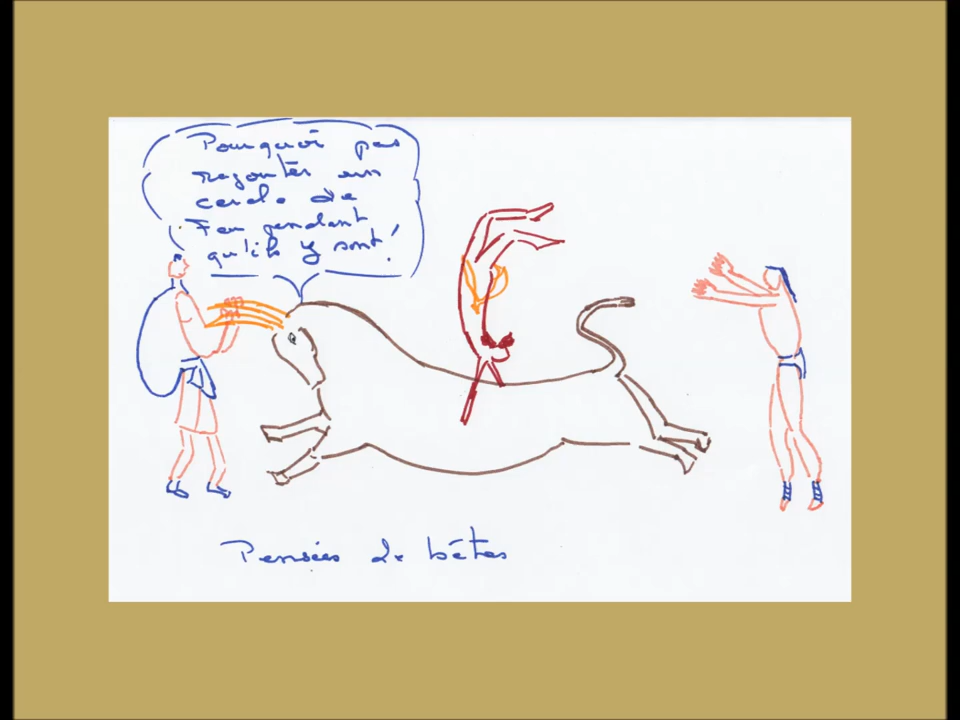 Pourquoi pas
rajouter un
cercle de
Feu pendant
qu'ils y sont !
Pensées de bêtes